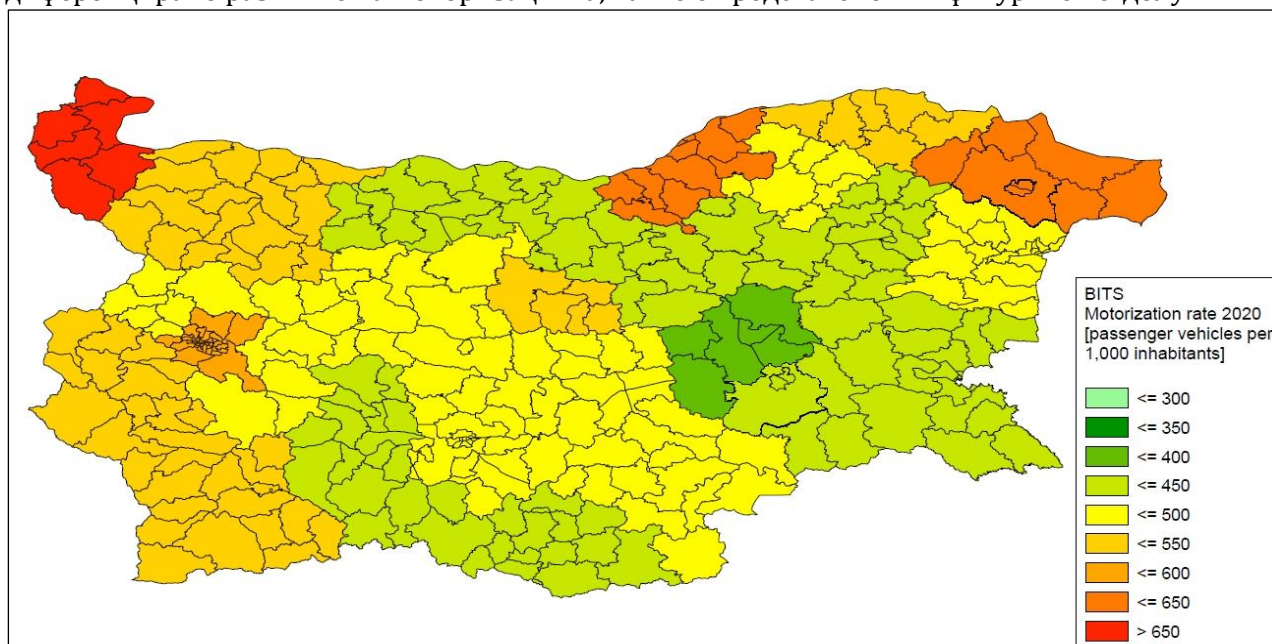 BITS
Motorization rate 2020
[passenger vehicles per
1,000 inhabitants]
<= 300
<= 350
<= 400
<= 450
<= 500
<= 550
<= 600
<= 650
> 650